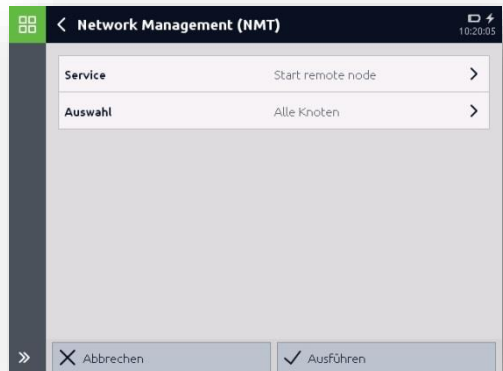 Network Management (NMT)
10:20:05
Service Start remote node
Auswahl Alle Knoten
Abbrechen Ausführen